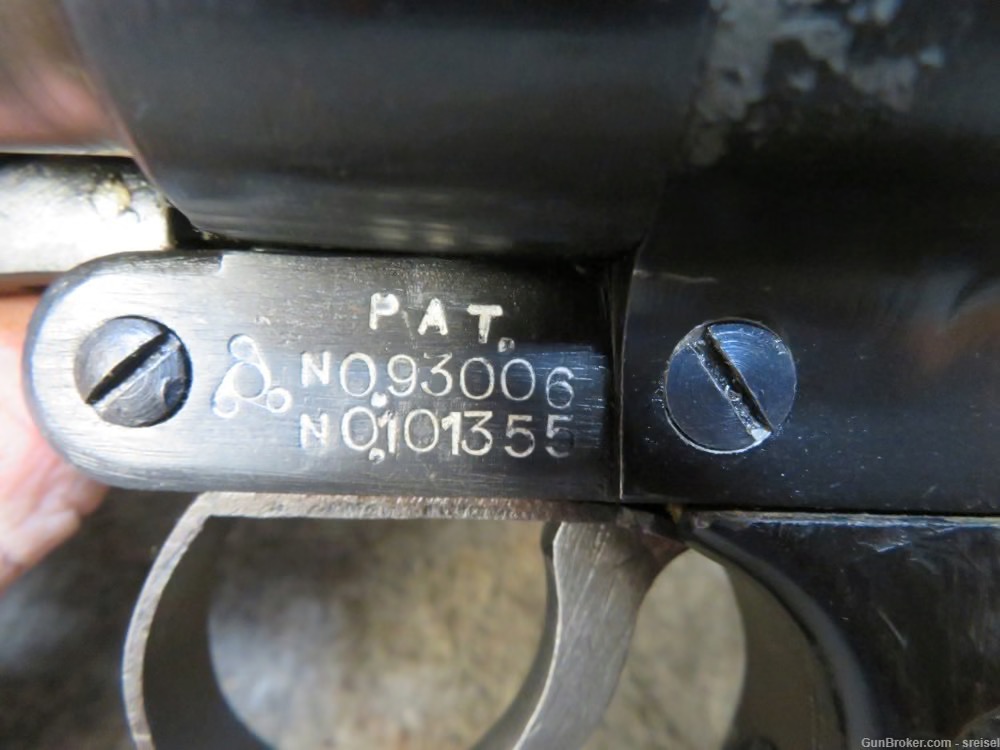 PAT.
NO.93006
NO.101355
GunBroker.com - sreisel